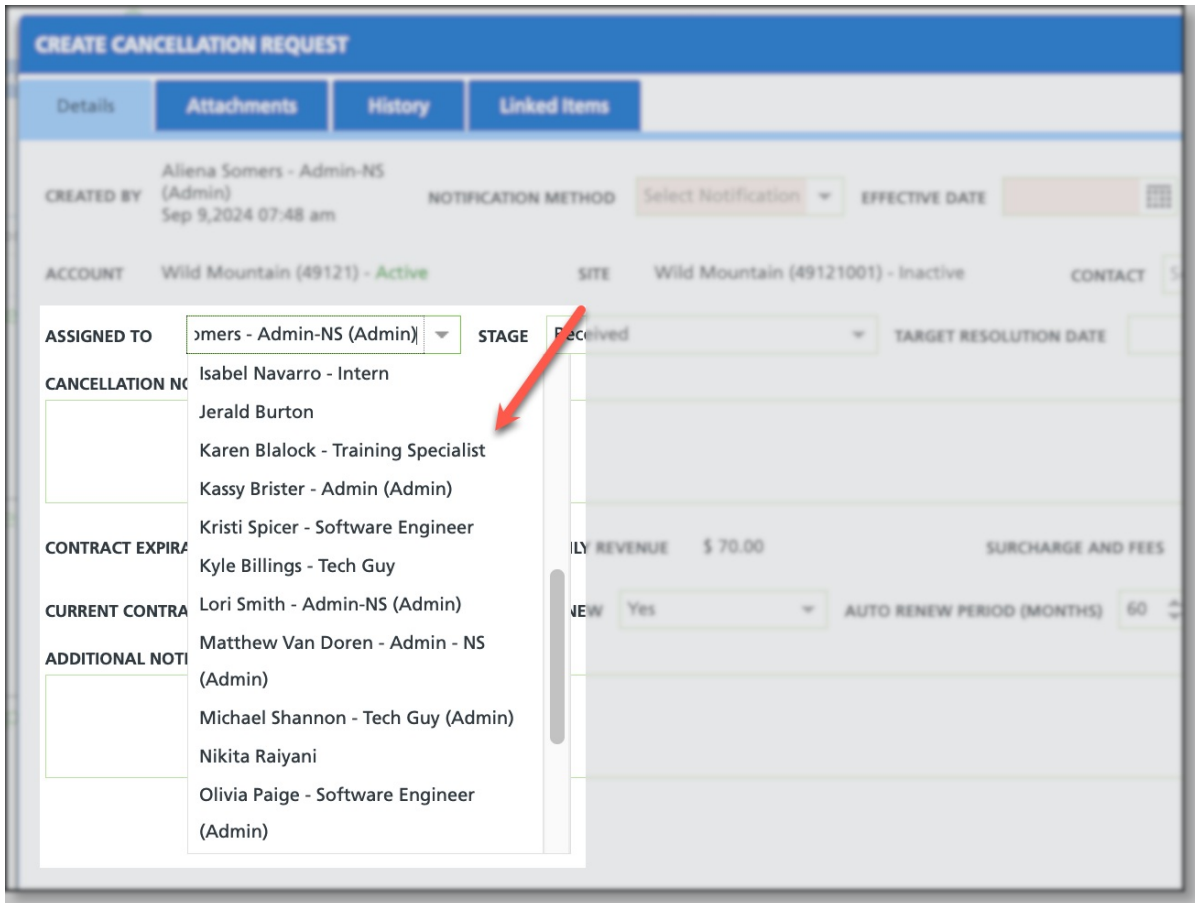 CREATE CANCELLATION REQUEST
Details Attachments History Linked Items
Aliena Somers - Admin-NS
CREATED BY (Admin) NOTIFICATION METHOD Select Notification EFFECTIVE DATE
Sep 9,2024 07:48 am
ACCOUNT Wild Mountain (49121) - Active SITE Wild Mountain (49121001) - Inactive CONTACT
ASSIGNED TO omers - Admin-NS (Admin) STAGE Received TARGET RESOLUTION DATE
CANCELLATION NO
Isabel Navarro - Intern
Jerald Burton
Karen Blalock - Training Specialist
Kassy Brister - Admin (Admin)
Kristi Spicer - Software Engineer
Kyle Billings - Tech Guy
Lori Smith - Admin-NS (Admin)
Matthew Van Doren - Admin - NS
(Admin)
Michael Shannon - Tech Guy (Admin)
Nikita Raiyani
Olivia Paige - Software Engineer
(Admin)
CONTRACT EXPIRA LY REVENUE $ 70.00 SURCHARGE AND FEES
CURRENT CONTRA NEW Yes AUTO RENEW PERIOD (MONTHS) 60
ADDITIONAL NOTI